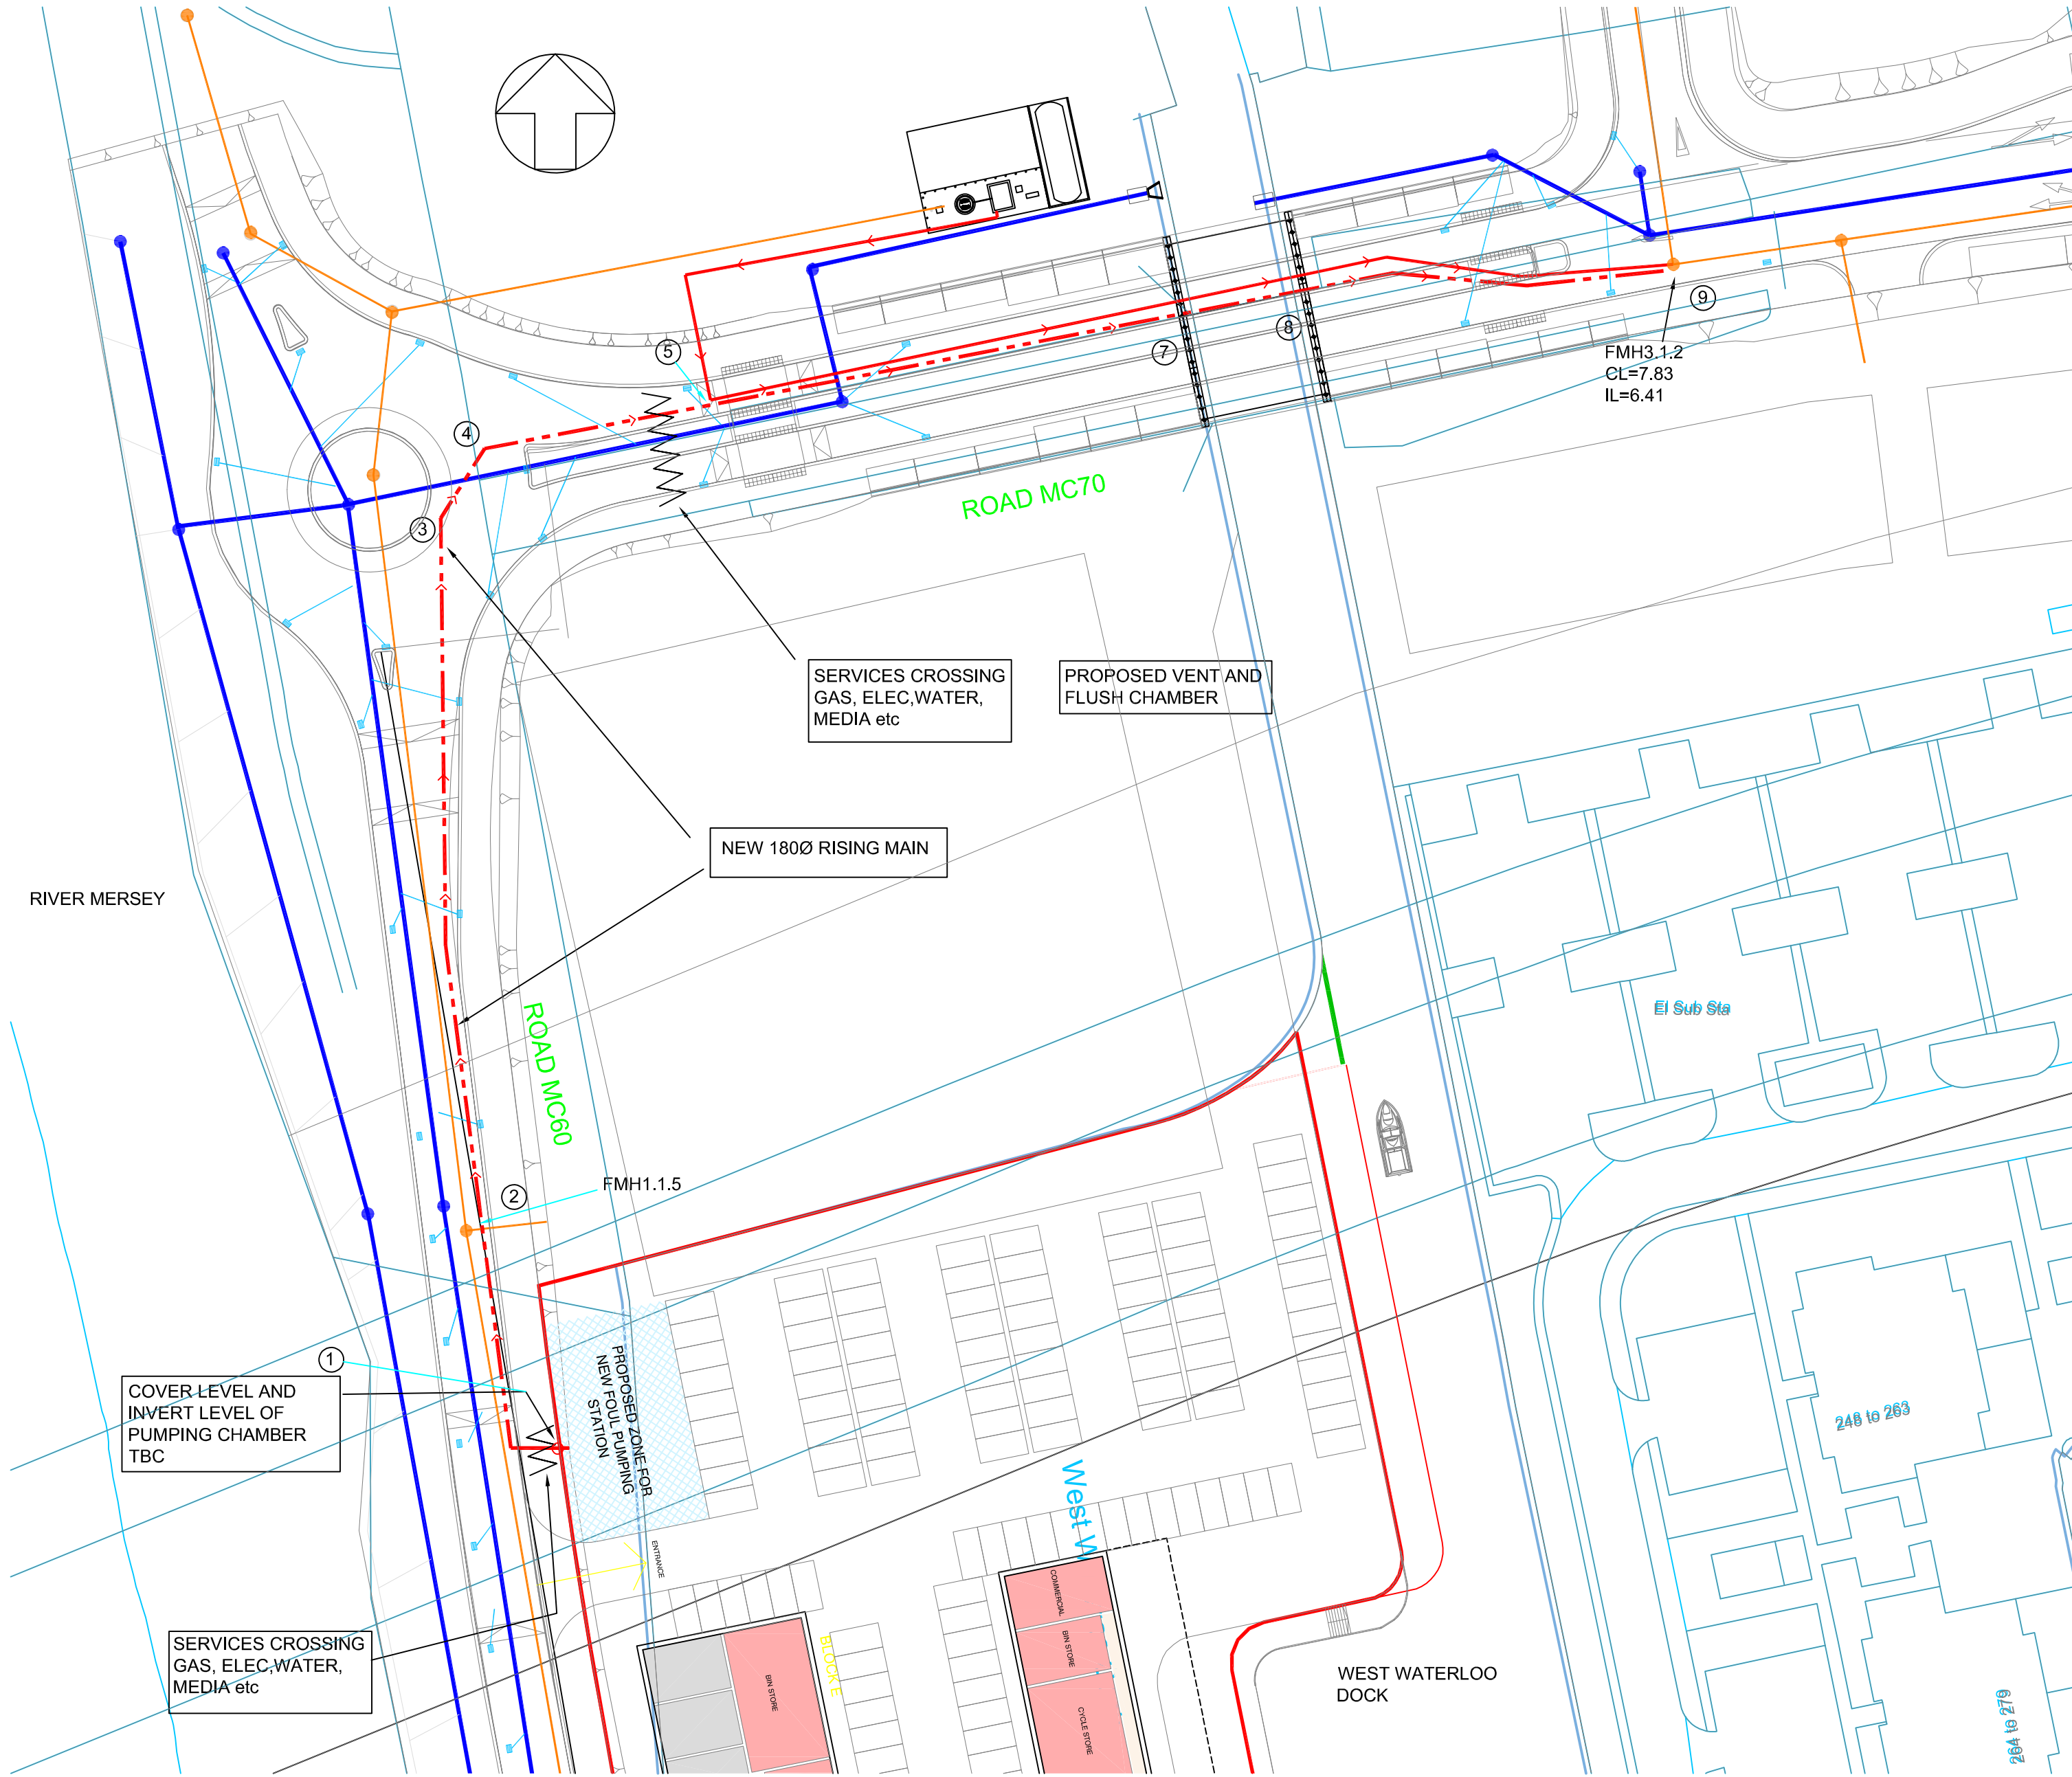 5
4
3
7
8
9
FMH3.1.2
CL=7.83
IL=6.41
ROAD MC70
SERVICES CROSSING
GAS, ELEC,WATER,
MEDIA etc
PROPOSED VENT AND
FLUSH CHAMBER
NEW 180Ø RISING MAIN
RIVER MERSEY
ROAD MC60
El Sub Sta
2
FMH1.1.5
1
COVER LEVEL AND
INVERT LEVEL OF
PUMPING CHAMBER
TBC
PROPOSED ZONE FOR
NEW FOUL PUMPING
STATION
248 to 263
West W
ENTRANCE
SERVICES CROSSING
GAS, ELEC,WATER,
MEDIA etc
BIN STORE
BLOCK E
COMMERCIAL
BIN STORE
CYCLE STORE
WEST WATERLOO
DOCK
264 to 279